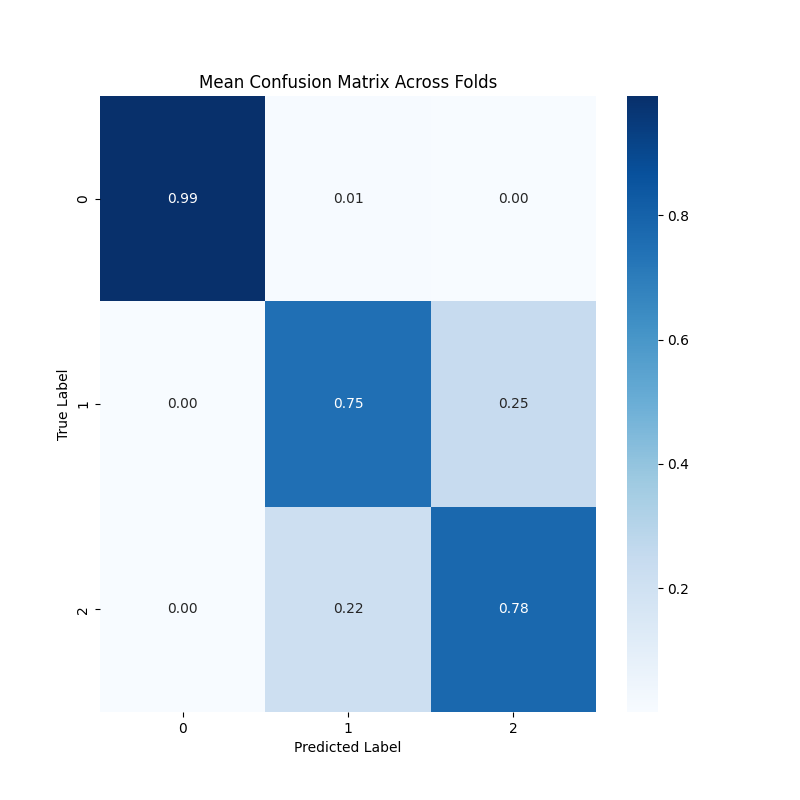 Mean Confusion Matrix Across Folds
0 0.99 0.01 0.00
1 0.00 0.75 0.25
2 0.00 0.22 0.78
0 1 2
True Label
Predicted Label
0.8
0.6
0.4
0.2